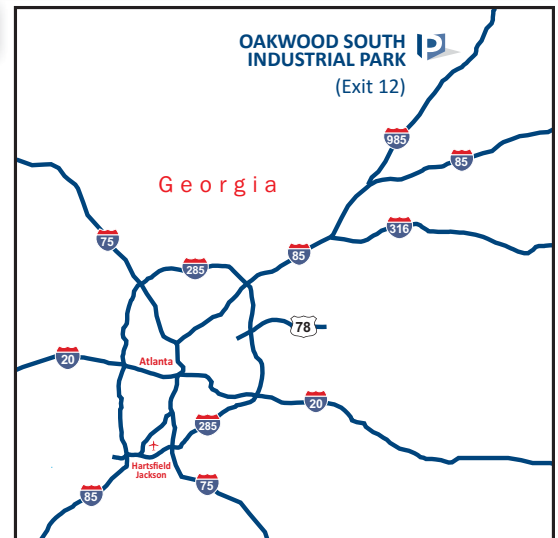 OAKWOOD SOUTH
INDUSTRIAL PARK
(Exit 12)
985
85
Georgia
316
75
85
285
78
20
Atlanta
20
285
Hartsfield
Jackson
85
75